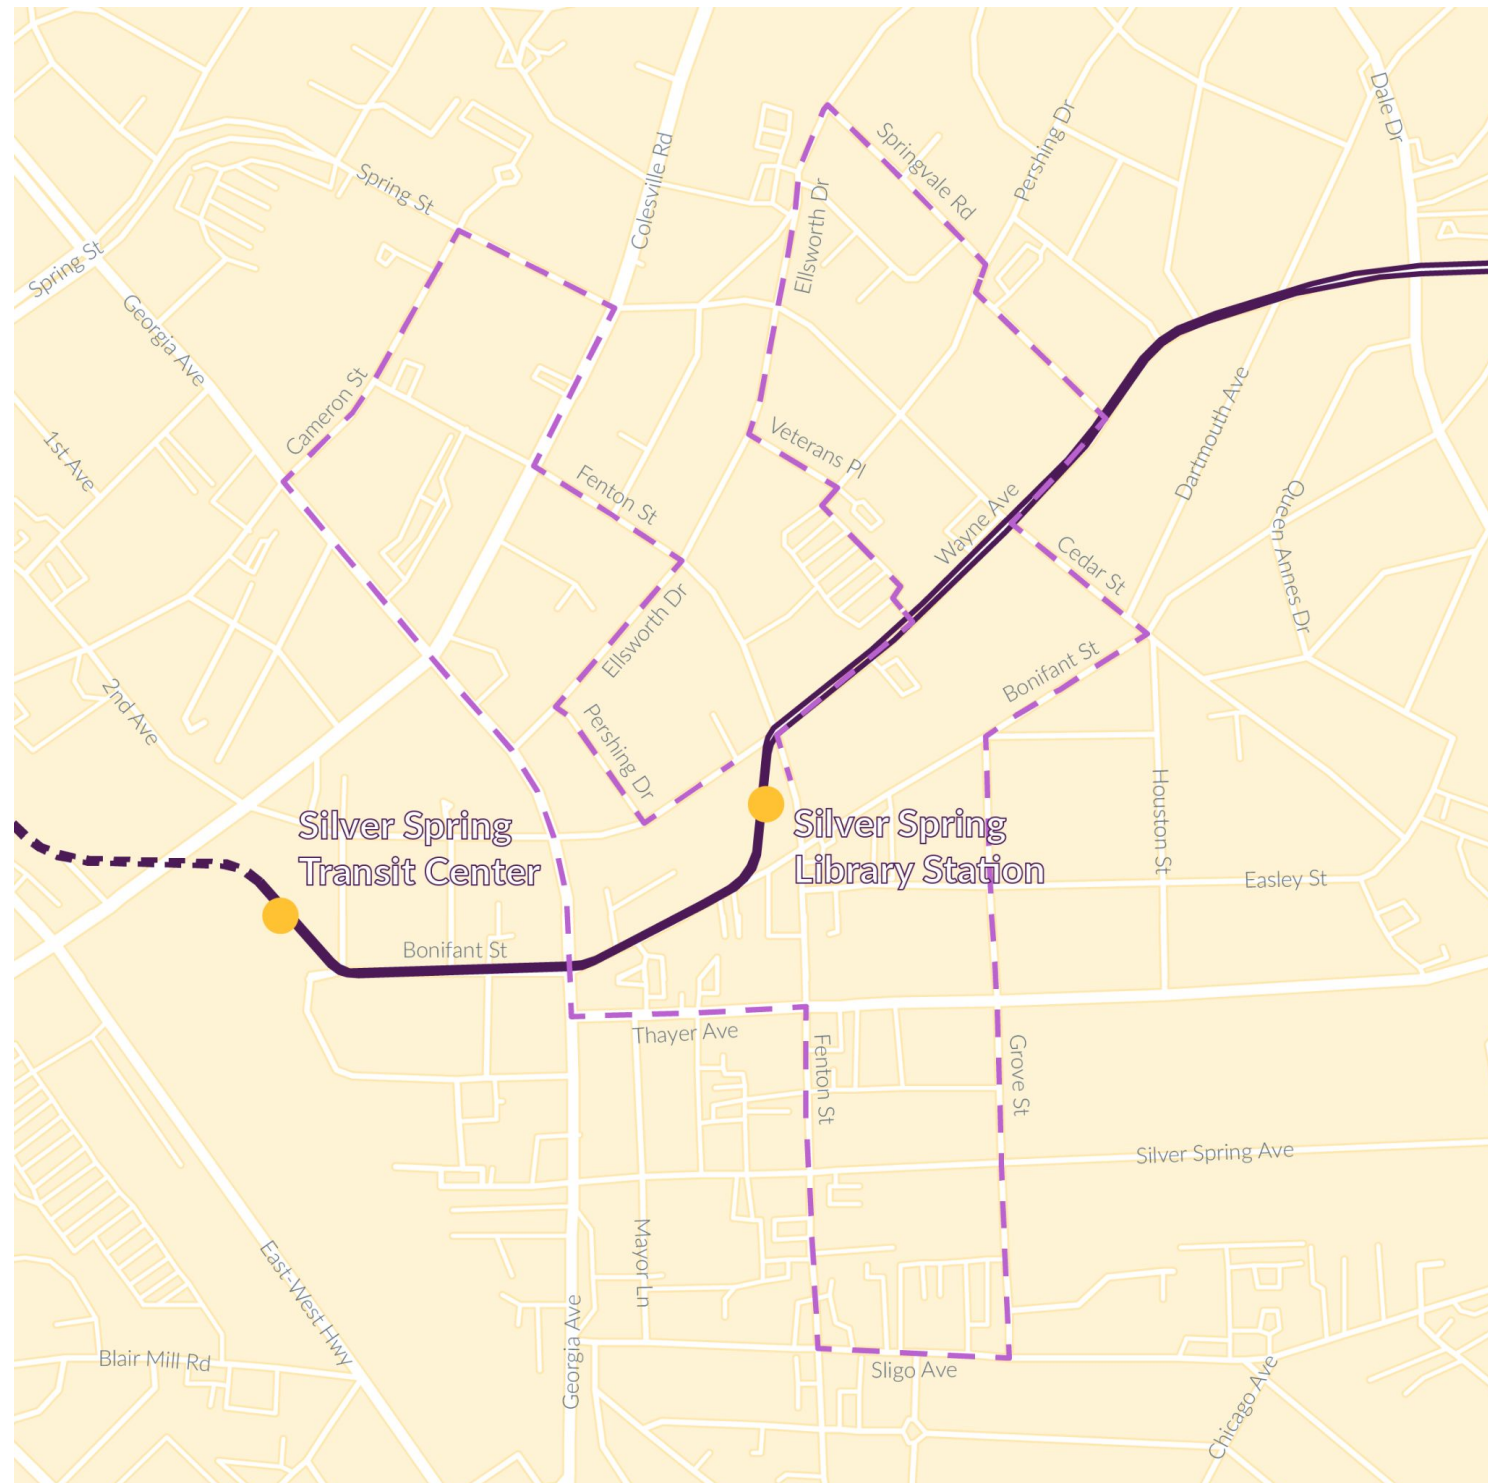 Dale Dr
Pershing Dr
Springvale Rd
Colesville Rd
Spring St
Ellsworth Dr
Spring St
Georgia Ave
Cameron St
Dartmouth Ave
1st Ave
Veterans Pl
Fenton St
Wayne Ave
Queen Annes Dr
Cedar St
Ellsworth Dr
Bonifant St
2nd Ave
Pershing Dr
Houston St
Silver Spring
Transit Center
Silver Spring
Library Station
Easley St
Bonifant St
Thayer Ave
Fenton St
Grove St
Silver Spring Ave
Mayor Ln
East-West Hwy
Georgia Ave
Blair Mill Rd
Sligo Ave
Chicago Ave